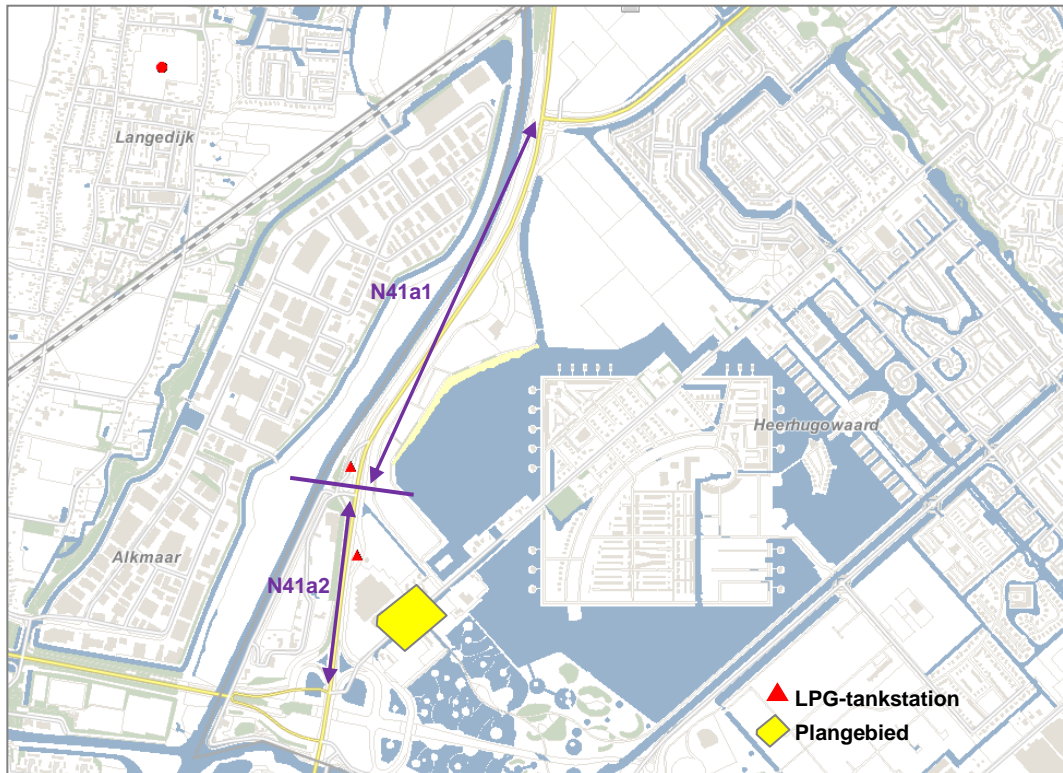 Langedijk
N41a1
Heerhugowaard
Alkmaar
N41a2
LPG-tankstation
Plangebied